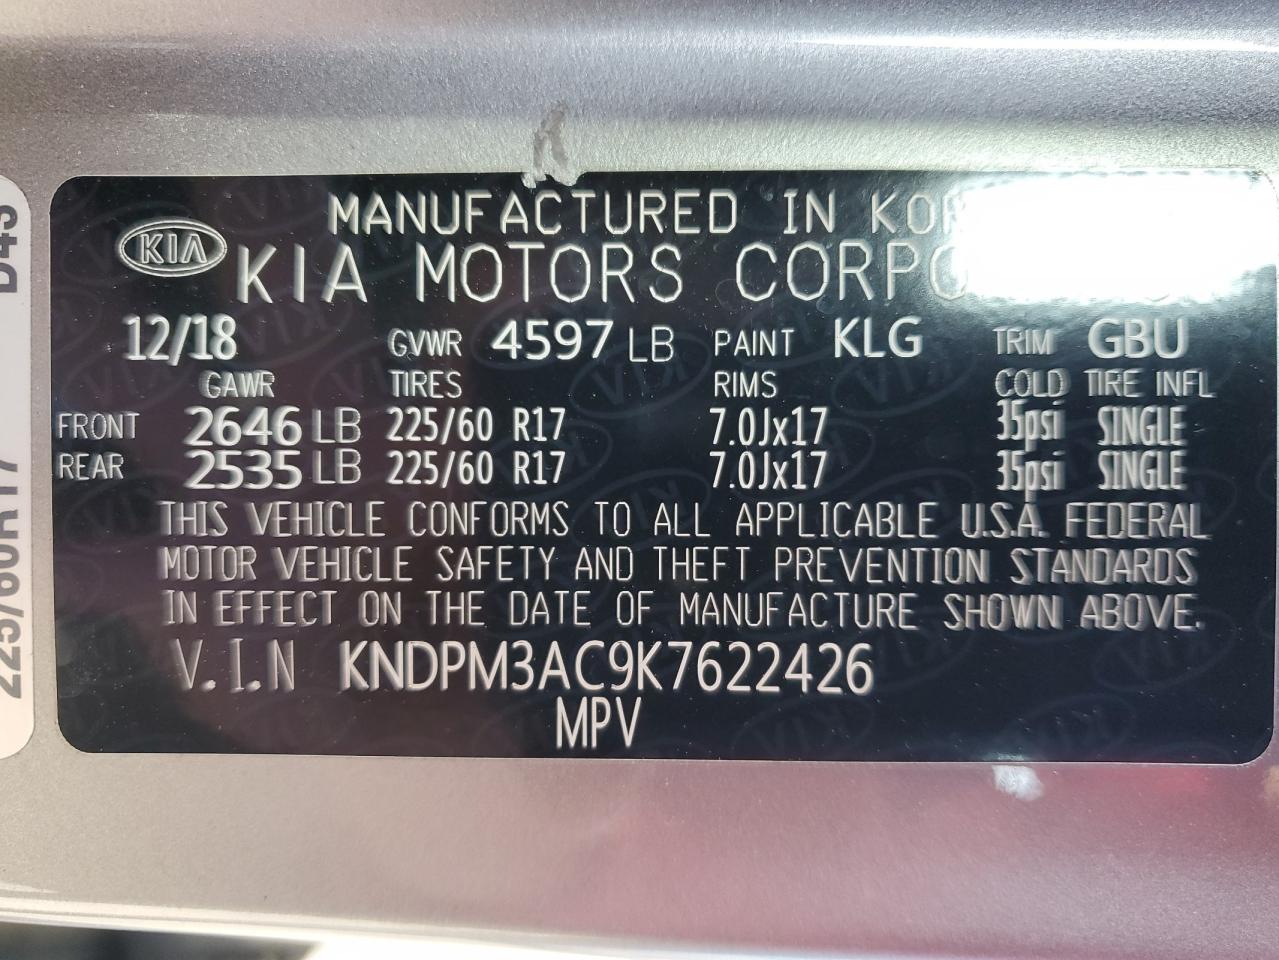 MANUFACTURED IN
KIA
KIA MOTORS
12/18 GVWR 4597 LB PAINT KLG TRIM GBU
GAWR TIRES RIMS COLD TIRE INFL
FRONT 2646 LB 225/60 R17 7.0Jx17 35psi SINGLE
REAR 2535 LB 225/60 R17 7.0Jx17 35psi SINGLE
THIS VEHICLE CONFORMS TO ALL APPLICABLE U.S.A. FEDERAL
MOTOR VEHICLE SAFETY AND THEFT PREVENTION STANDARDS
IN EFFECT ON THE DATE OF MANUFACTURE SHOWN ABOVE.
V.I.N KNDPM3AC9K7622426
MPV